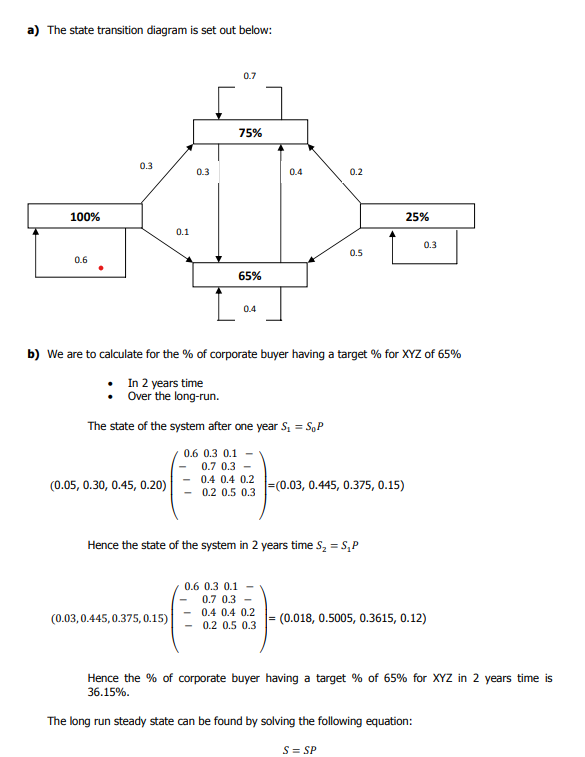 a) The state transition diagram is set out below:
0.7
75%
0.3
0.3
0.4
0.2
100%
25%
0.1
0.3
0.6
0.5
65%
0.4
b) We are to calculate for the % of corporate buyer having a target % for XYZ of 65%
• In 2 years time
• Over the long-run.
The state of the system after one year S₁ = S₀P
0.6 0.3 0.1 −
− 0.7 0.3 −
− 0.4 0.4 0.2
(0.05, 0.30, 0.45, 0.20) =(0.03, 0.445, 0.375, 0.15)
− 0.2 0.5 0.3
Hence the state of the system in 2 years time S₂ = S₁P
0.6 0.3 0.1 −
− 0.7 0.3 −
− 0.4 0.4 0.2
(0.03, 0.445, 0.375, 0.15) = (0.018, 0.5005, 0.3615, 0.12)
− 0.2 0.5 0.3
Hence the % of corporate buyer having a target % of 65% for XYZ in 2 years time is
36.15%.
The long run steady state can be found by solving the following equation:
S = SP